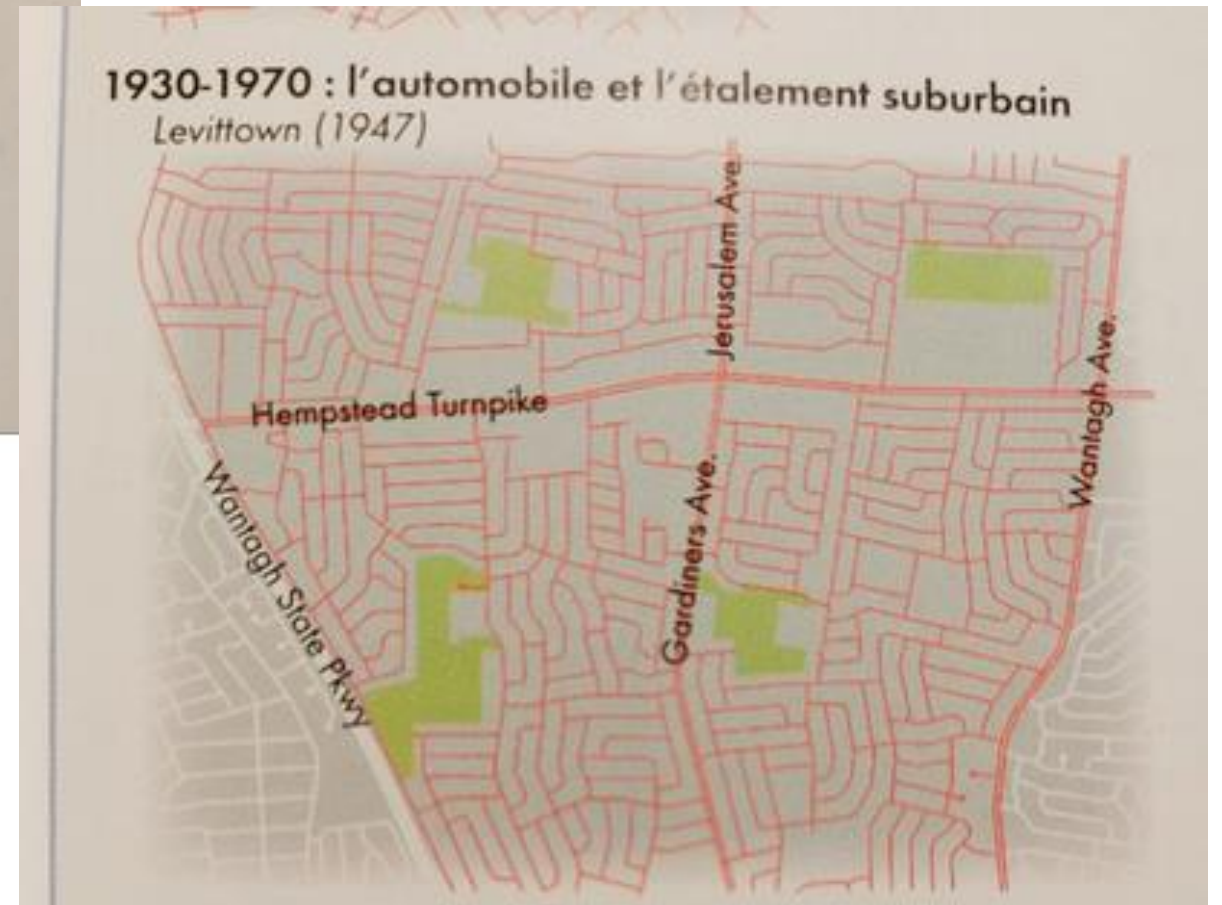 1930-1970 : l'automobile et l'étalement suburbain
Levittown (1947)
Jerusalem Ave.
Hempstead Turnpike
Wantagh Ave.
Wantagh State Pkwy
Gardiners Ave.